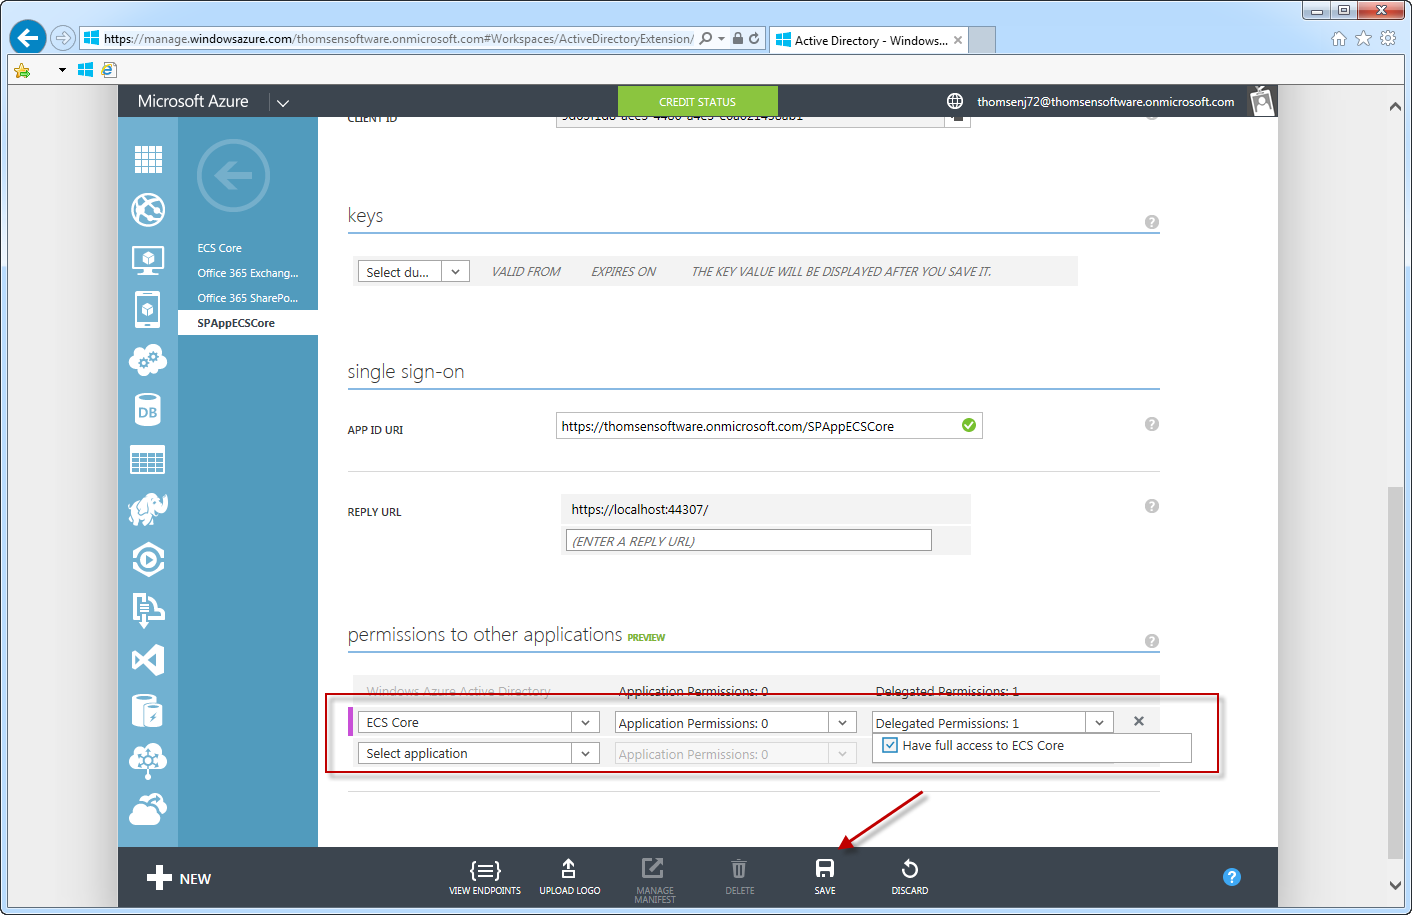 https://manage.windowsazure.com/thomsensoftware.onmicrosoft.com#Workspaces/ActiveDirectoryExtension/
Active Directory - Windows...
Microsoft Azure
CREDIT STATUS
thomsenj72@thomsensoftware.onmicrosoft.com
CLIENT ID
ECS Core
Office 365 Exchang...
Office 365 SharePo...
SPAppECSCore
DB
keys
Select du...
VALID FROM
EXPIRES ON
THE KEY VALUE WILL BE DISPLAYED AFTER YOU SAVE IT.
single sign-on
APP ID URI
https://thomsensoftware.onmicrosoft.com/SPAppECSCore
REPLY URL
https://localhost:44307/
(ENTER A REPLY URL)
permissions to other applications PREVIEW
Windows Azure Active Directory
Application Permissions: 0
Delegated Permissions: 1
ECS Core
Application Permissions: 0
Delegated Permissions: 1
Have full access to ECS Core
Select application
Application Permissions: 0
NEW
VIEW ENDPOINTS
UPLOAD LOGO
MANAGE
MANIFEST
DELETE
SAVE
DISCARD